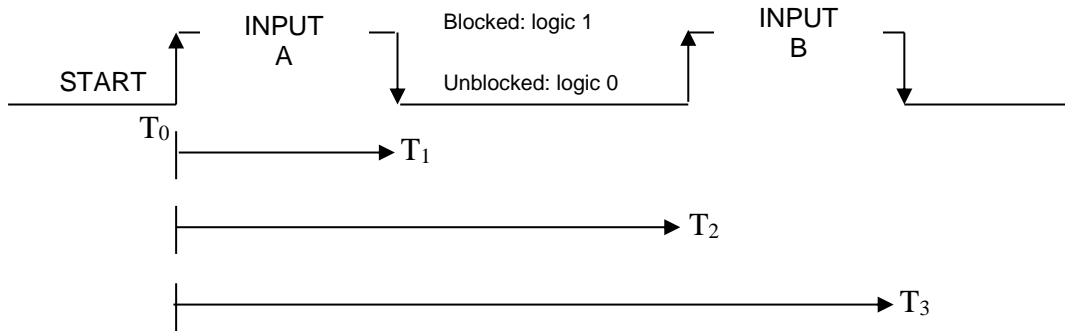 INPUT
A
Blocked: logic 1
INPUT
B
START
Unblocked: logic 0
T₀
T₁
T₂
T₃